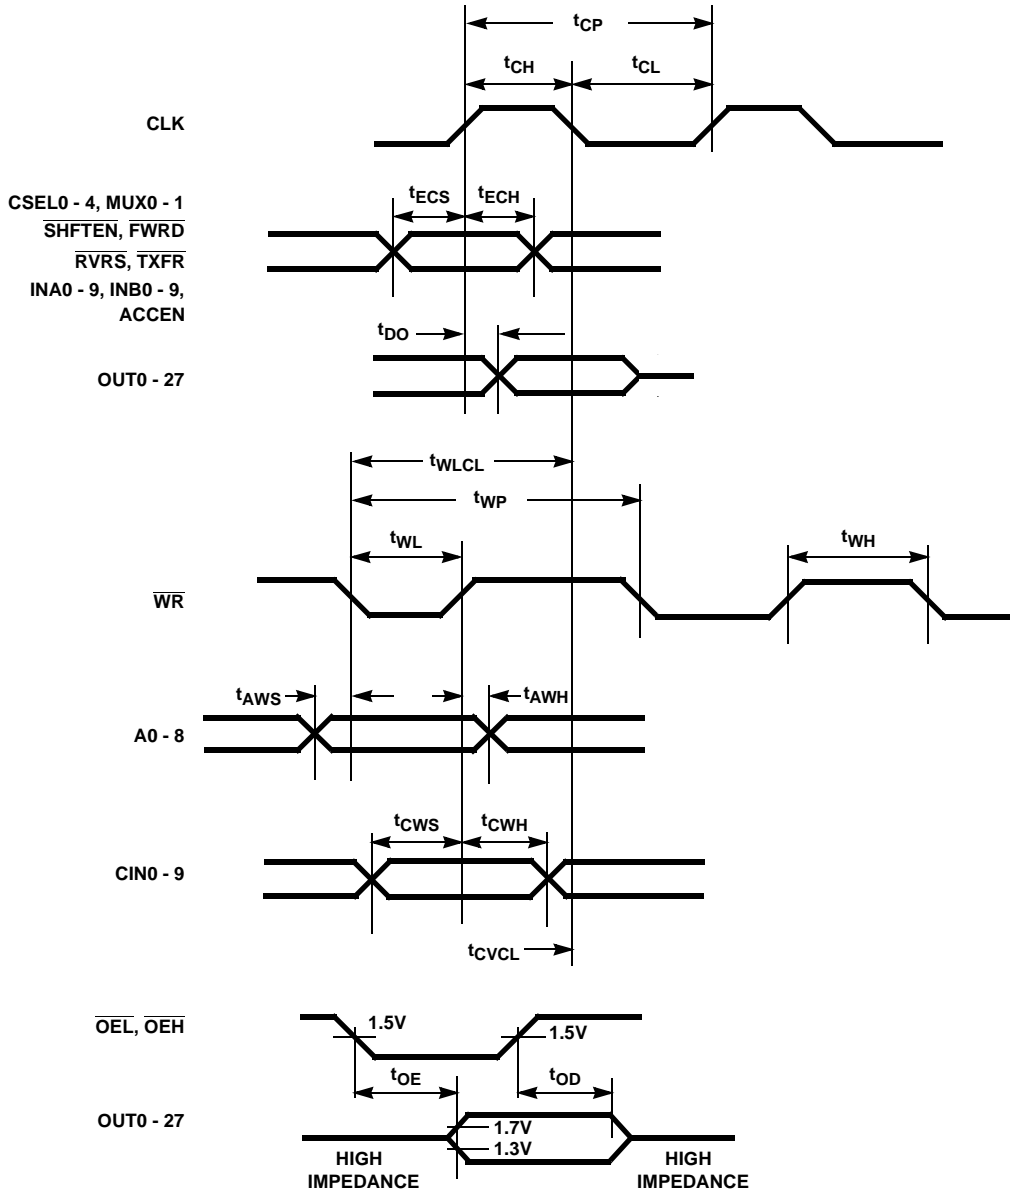 tCP
tCH tCL
CLK
tECS tECH
CSEL0 - 4, MUX0 - 1
SHFTEN, FWRD
RVRS, TXFR
INA0 - 9, INB0 - 9,
ACCEN
tDO
OUT0 - 27
tWLCL
tWP
tWL tWH
WR
tAWS tAWH
A0 - 8
tCWS tCWH
CIN0 - 9
tCVCL
OEL, OEH
1.5V 1.5V
tOE tOD
OUT0 - 27
1.7V
1.3V
HIGH
IMPEDANCE
HIGH
IMPEDANCE